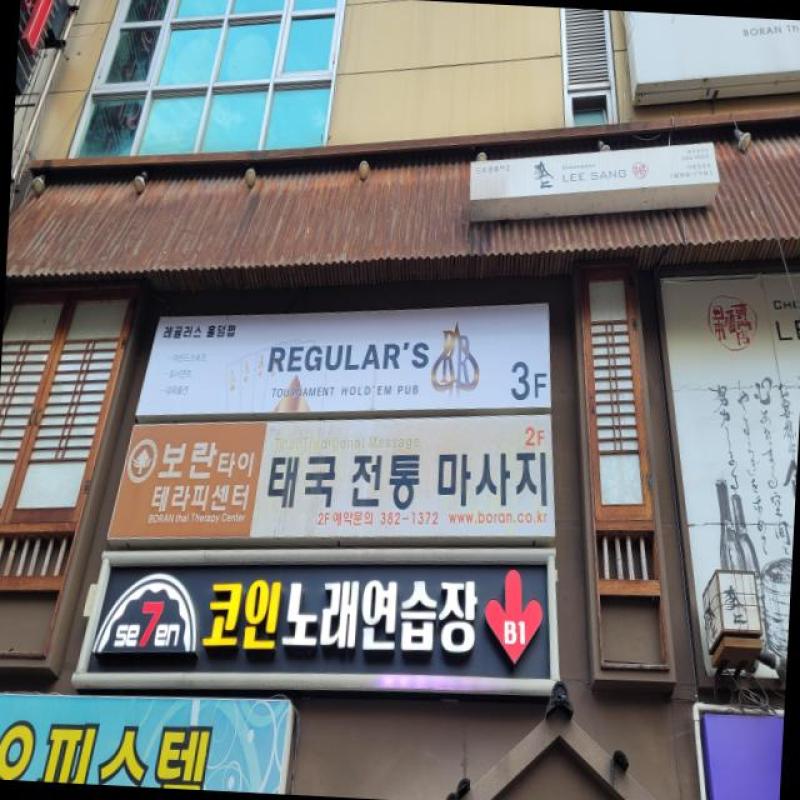 BORAN
LEE SANG
레귤러스 홀덤펍
REGULAR'S
TOURNAMENT HOLD'EM PUB
3F
보란타이
테라피센터
BORAN thai Therapy Center
Thai Traditional Massage
2F
태국 전통 마사지
2F 예약문의 382-1372 www.boran.co.kr
se7en
코인노래연습장
B1
오피스텔